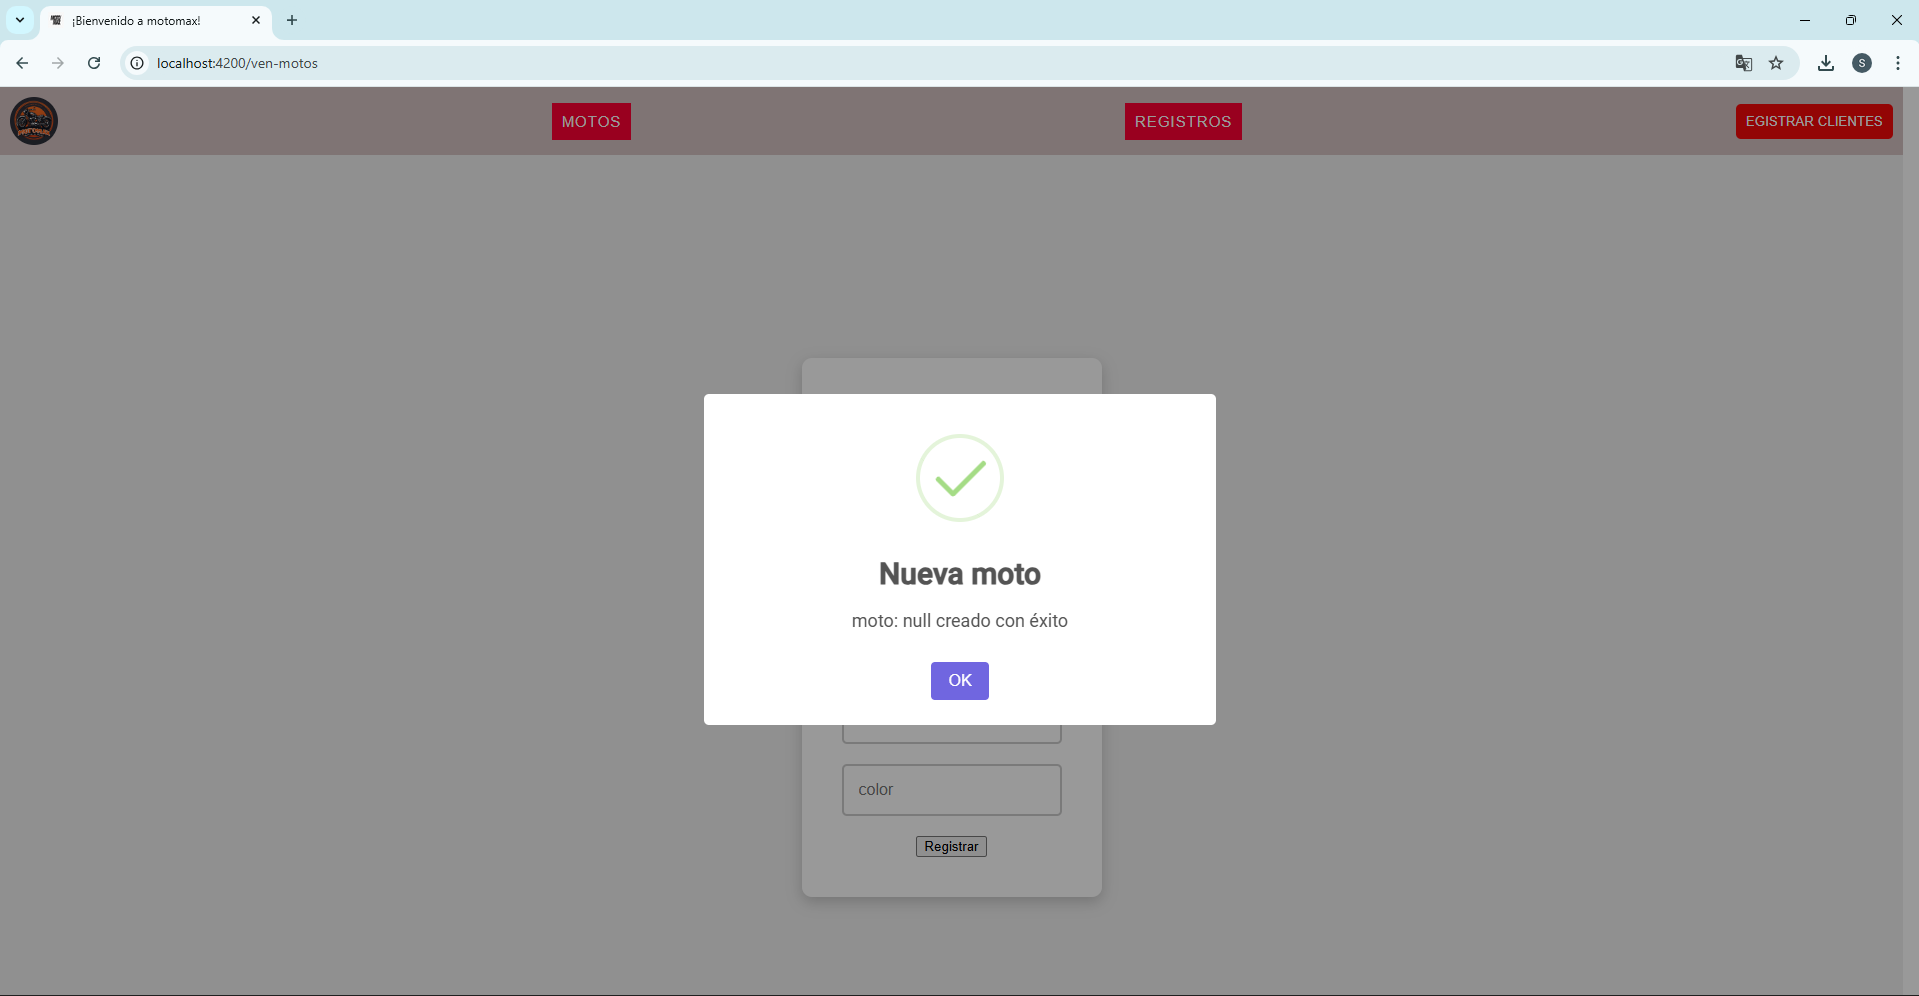 ¡Bienvenido a motomax!
localhost:4200/ven-motos
S
MOTOS
REGISTROS
EGISTRAR CLIENTES
Nueva moto
moto: null creado con éxito
OK
color
Registrar